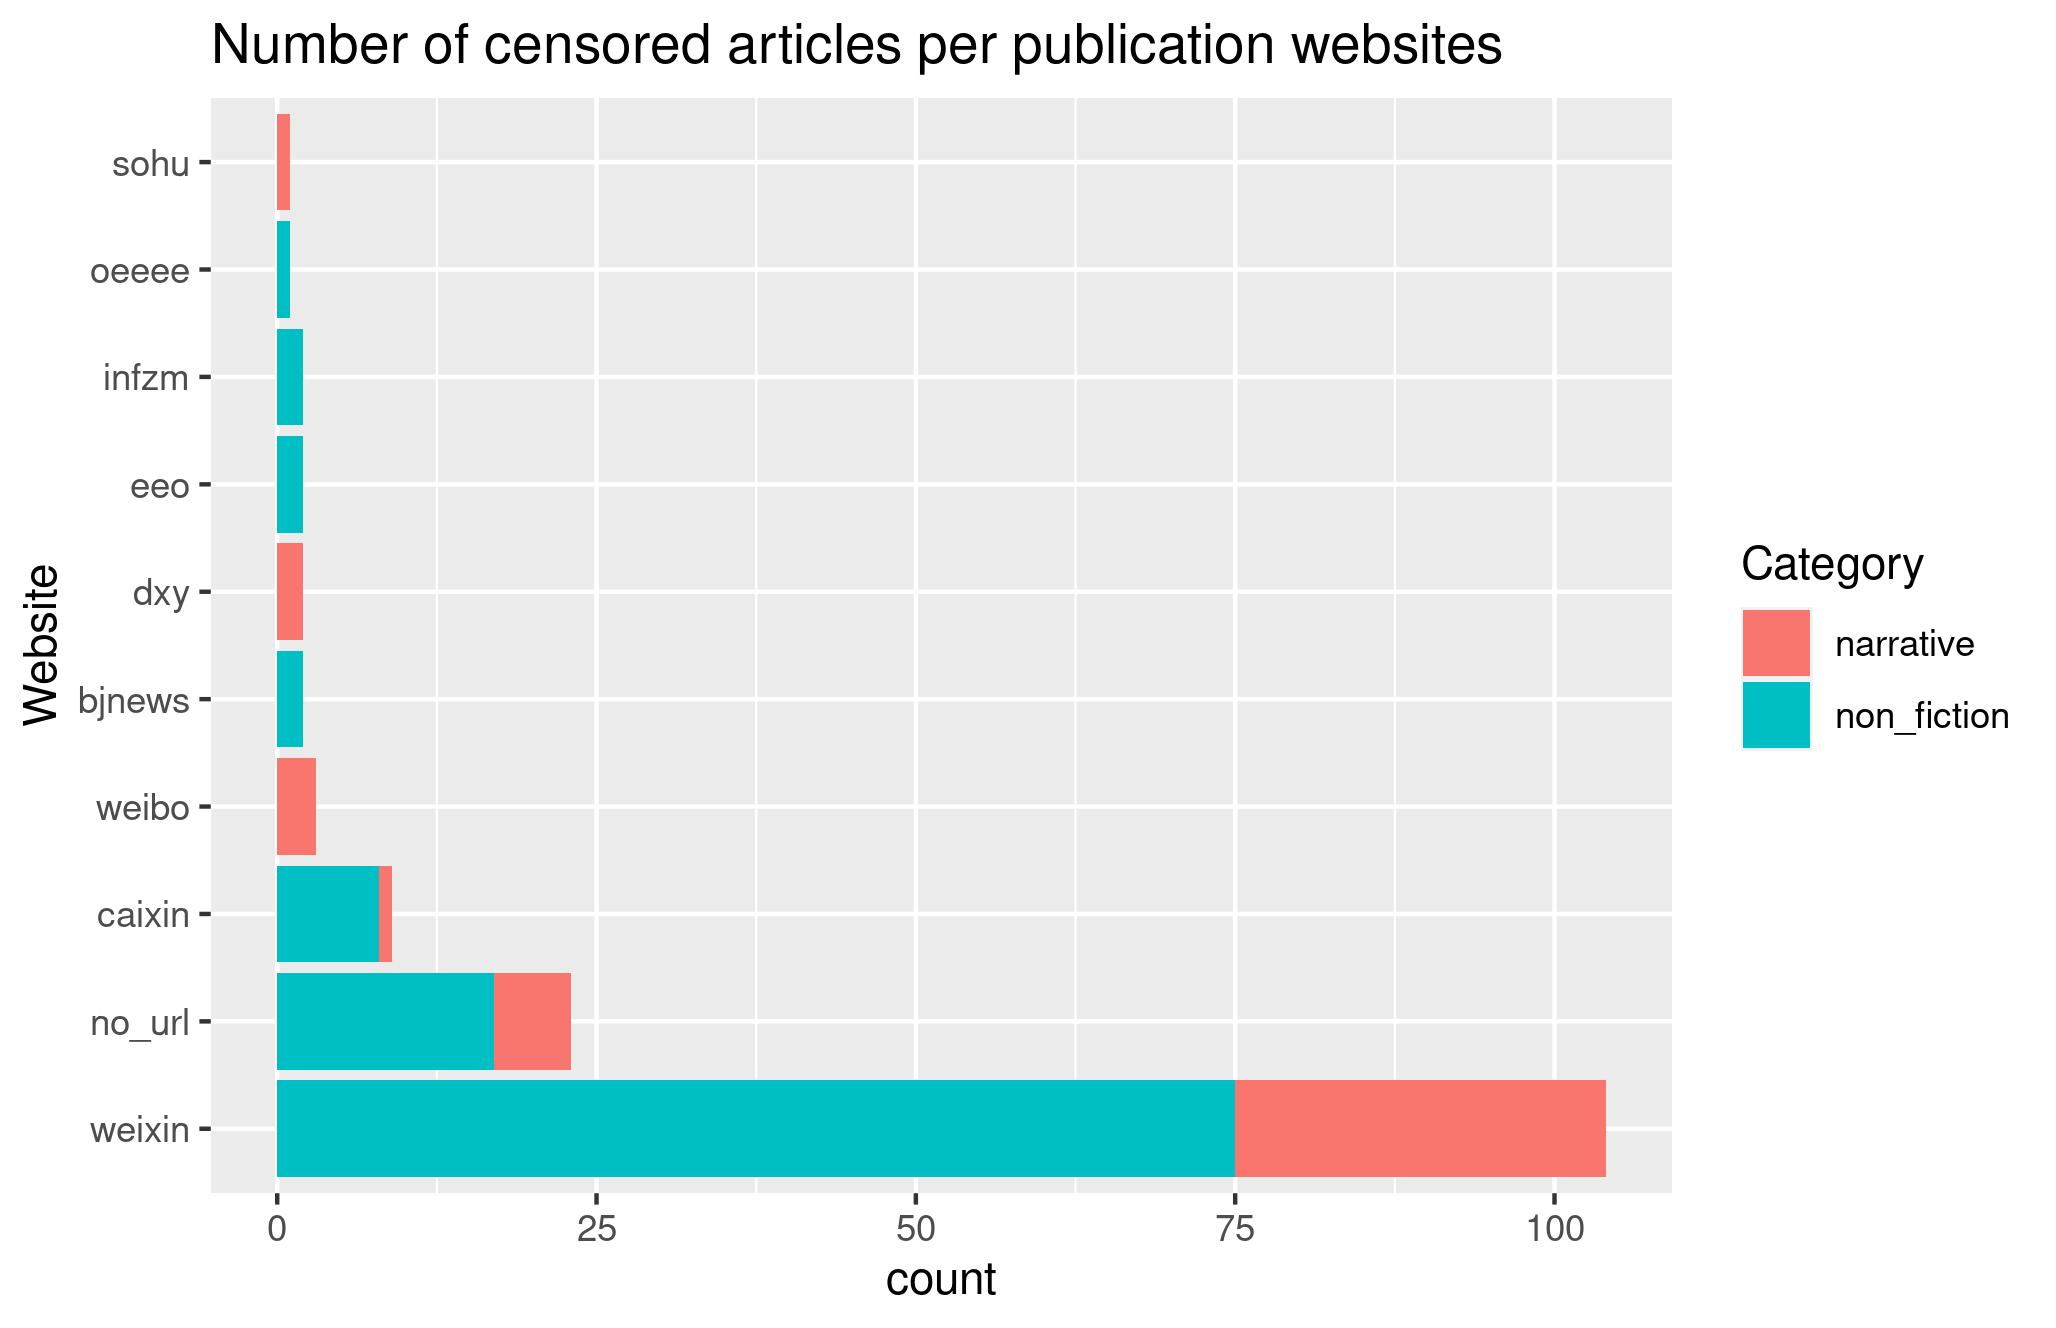 Number of censored articles per publication websites
sohu
oeeee
infzm
eeo
dxy
bjnews
weibo
caixin
no_url
weixin
Website
0 25 50 75 100
count
Category
narrative
non_fiction